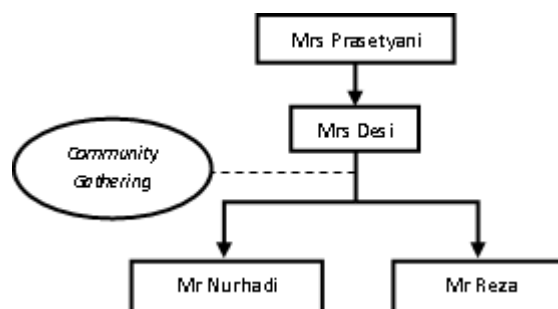 Mrs Prasetyani
Mrs Desi
Community
Gathering
Mr Nurhadi
Mr Reza